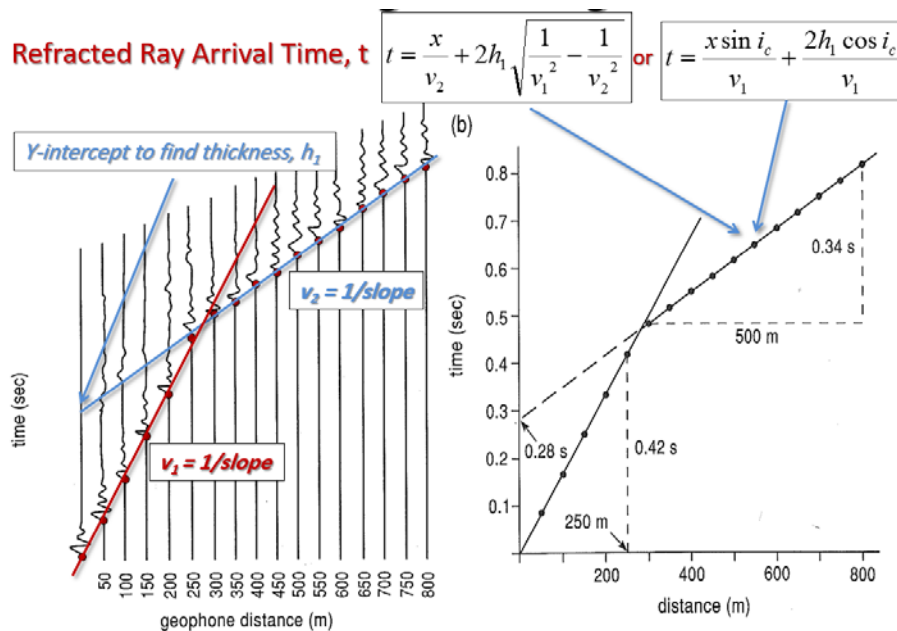 Refracted Ray Arrival Time, t
t = x/v₂ + 2h₁√(1/v₁² − 1/v₂²)
or
t = x sin i_c/v₁ + 2h₁ cos i_c/v₁
Y-intercept to find thickness, h₁
v₂ = 1/slope
v₁ = 1/slope
time (sec)
50
100
150
200
250
300
350
400
450
500
550
600
650
700
750
800
geophone distance (m)
(b)
0.8
0.7
0.6
0.5
0.4
0.3
0.2
0.1
time (sec)
0.34 s
500 m
0.28 s
0.42 s
250 m
200
400
600
800
distance (m)